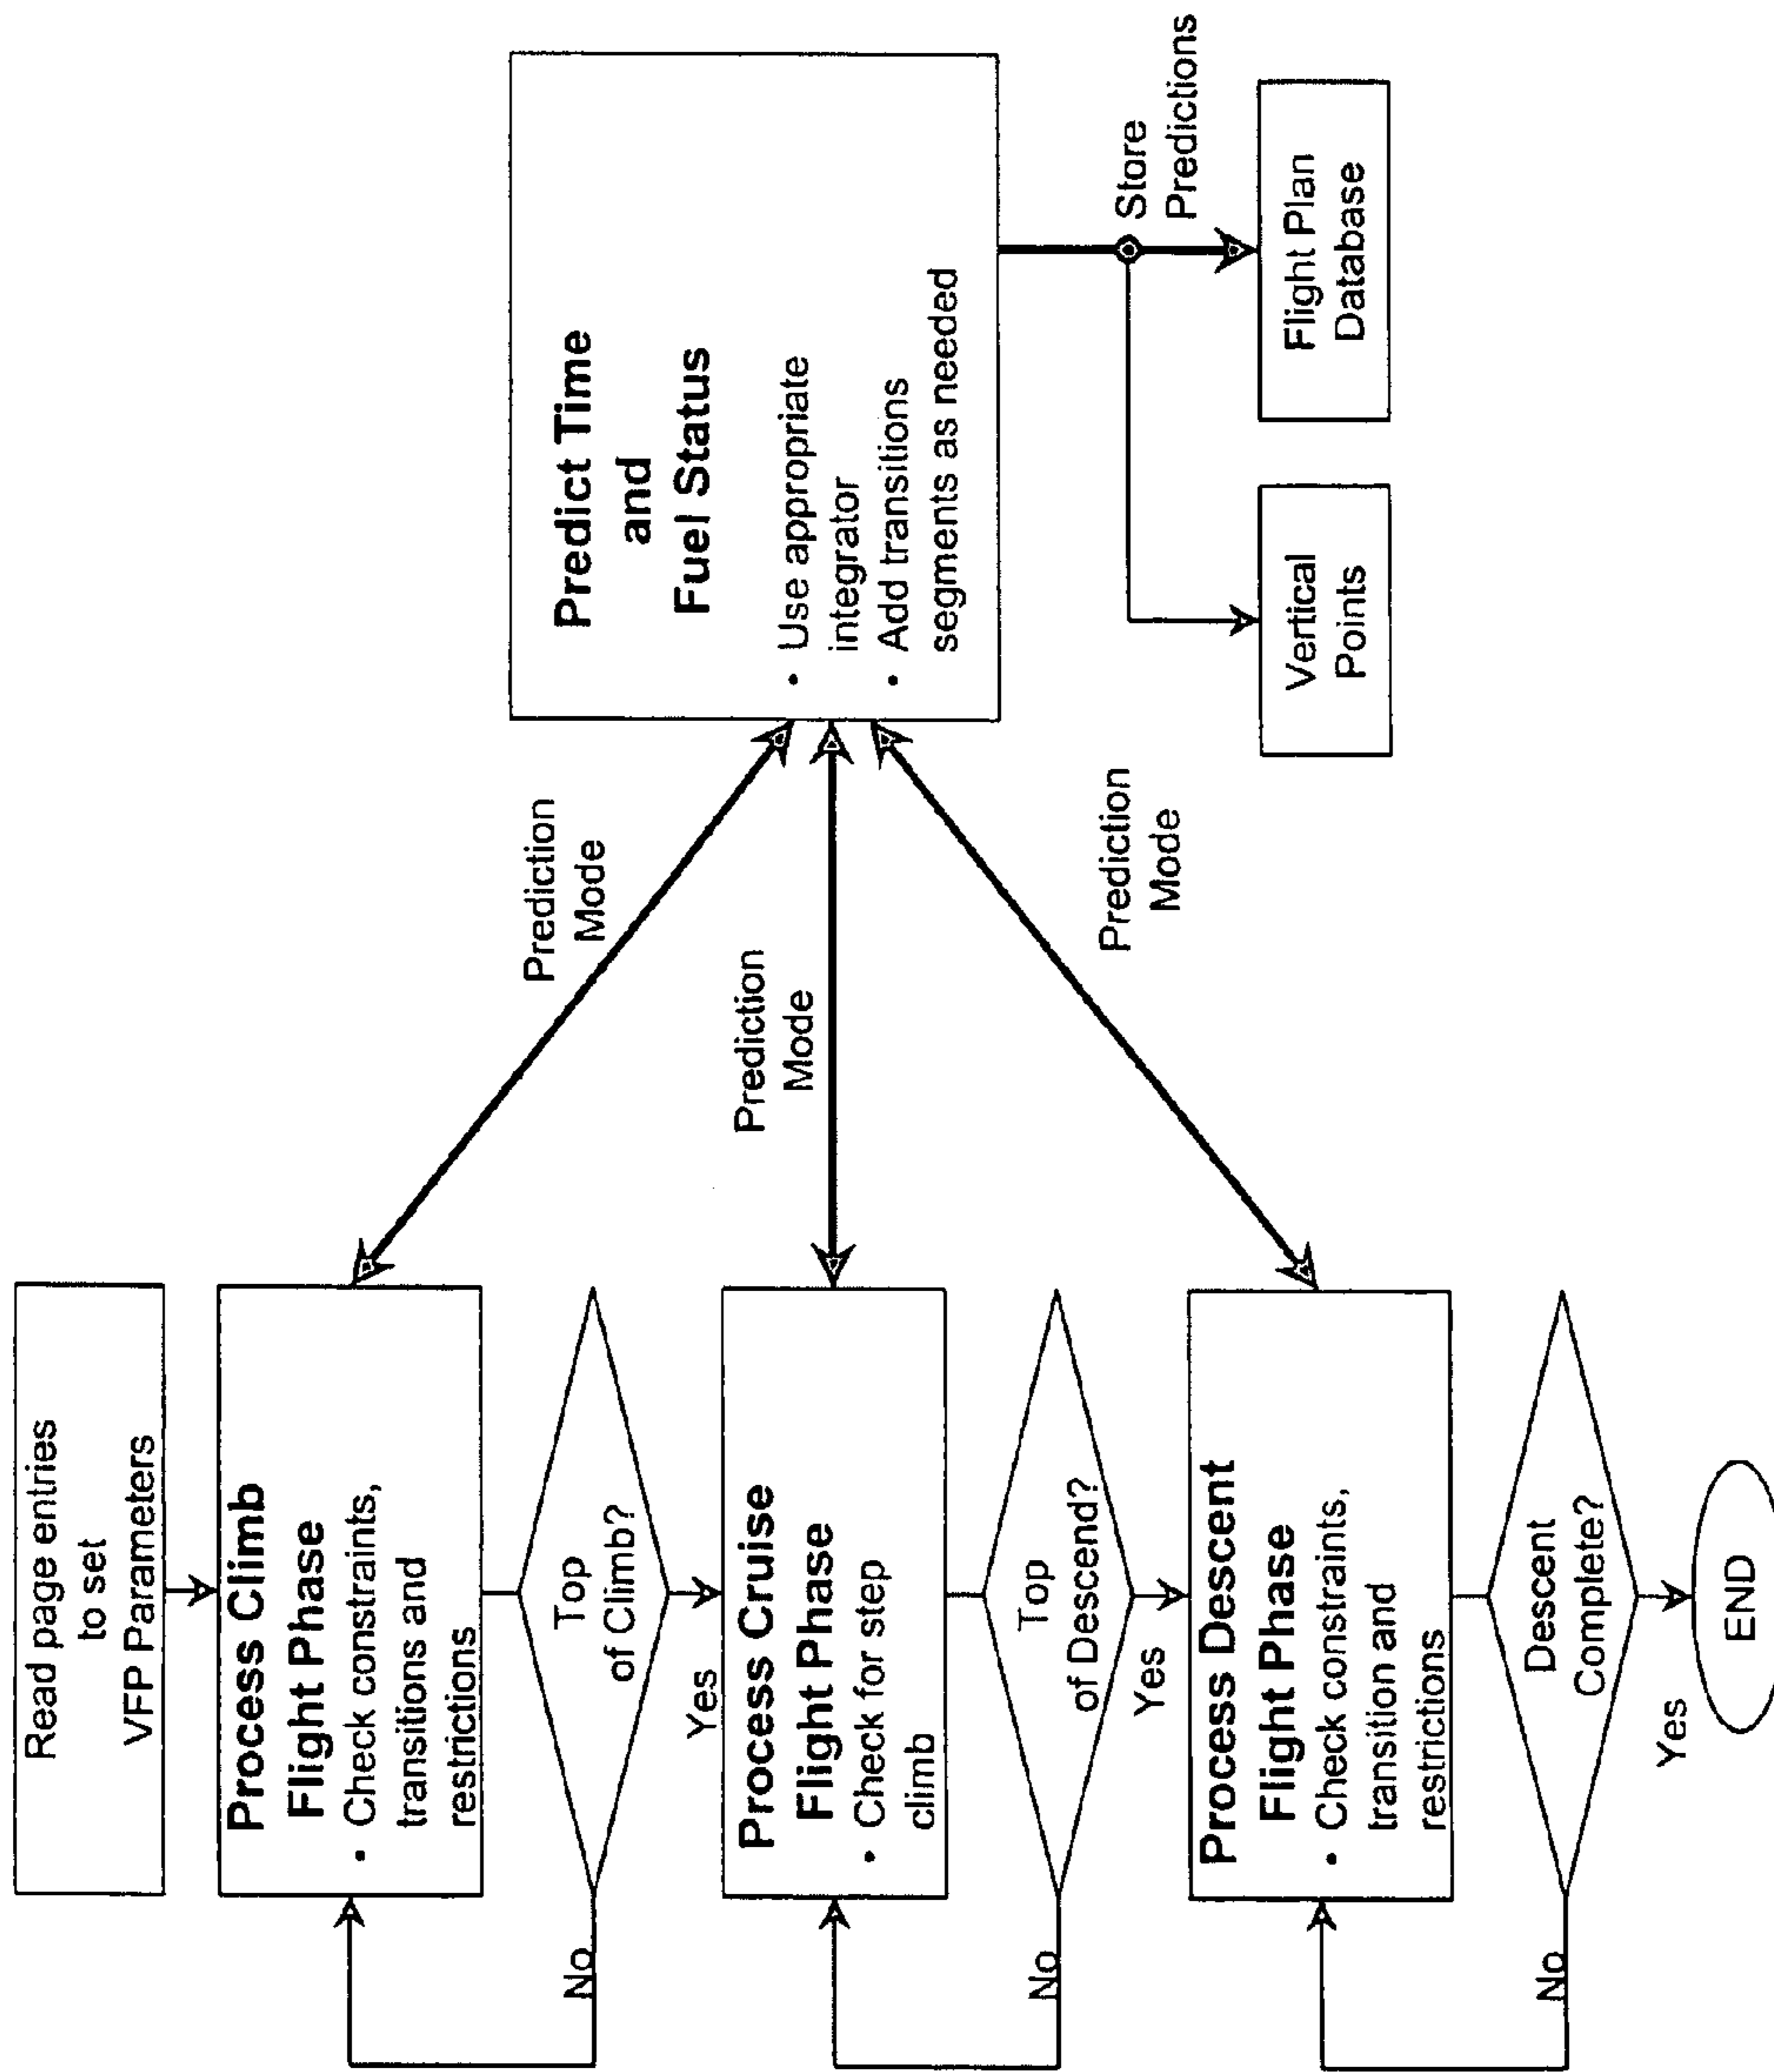 Read page entries
to set
VFP Parameters
Process Climb
Flight Phase
• Check constraints,
transitions and
restrictions
Top
of Climb?
No
Yes
Process Cruise
Flight Phase
• Check for step
climb
Top
of Descend?
No
Yes
Process Descent
Flight Phase
• Check constraints,
transition and
restrictions
Descent
Complete?
No
Yes
END
Prediction
Mode
Prediction
Mode
Prediction
Mode
Predict Time
and
Fuel Status
• Use appropriate
integrator
• Add transitions
segments as needed
Store
Predictions
Vertical
Points
Flight Plan
Database